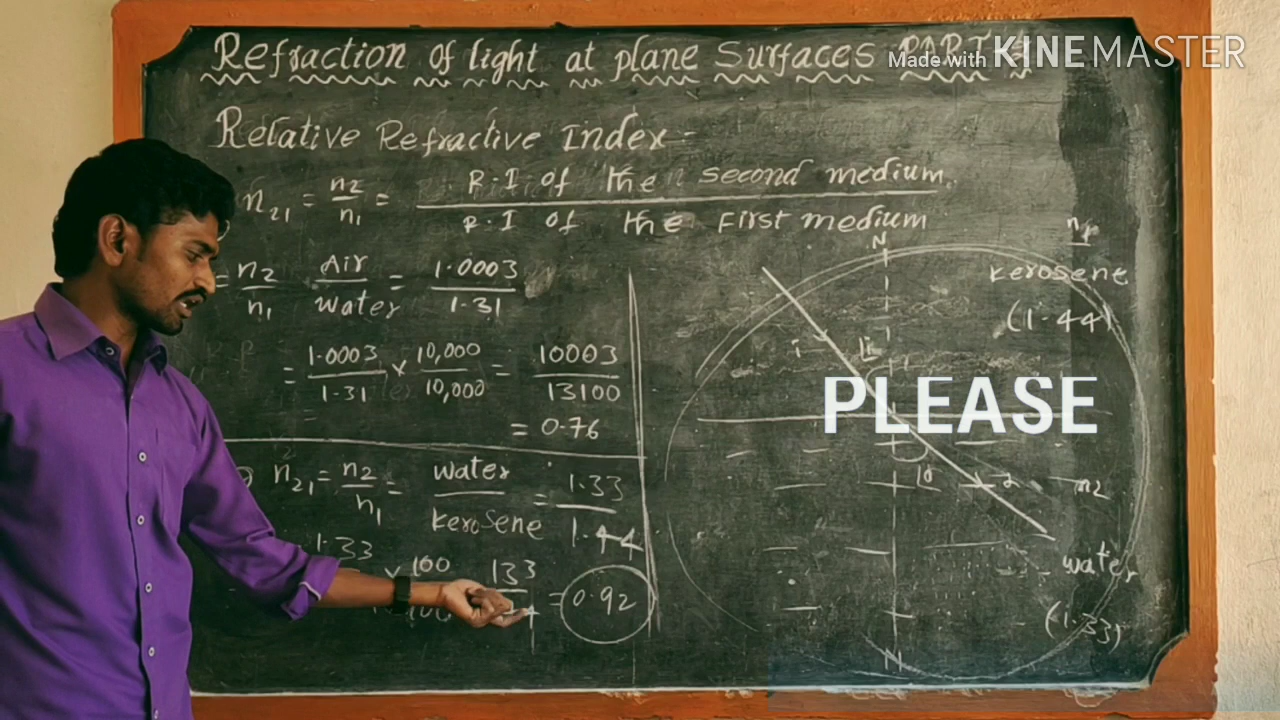 Refraction of light at plane Surfaces PART
Made with KINEMASTER
Relative Refractive Index -
n21 = n2/n1 = R.I of the second medium / R.I of the First medium
= n2/n1 Air/water = 1.0003/1.31
= 1.0003/1.31 × 10,000/10,000 = 10003/13100
= 0.76
n21 = n2/n1 = water/kerosene = 1.33/1.44
1.33 × 100/100 133 = 0.92
N
n1
kerosene
(1.44)
i
PLEASE
n2
water
(1.33)
N